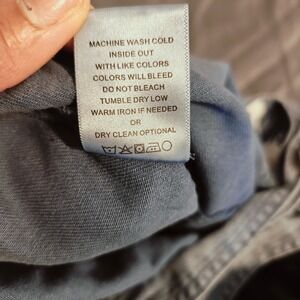 MACHINE WASH COLD
INSIDE OUT
WITH LIKE COLORS
COLORS WILL BLEED
DO NOT BLEACH
TUMBLE DRY LOW
WARM IRON IF NEEDED
OR
DRY CLEAN OPTIONAL